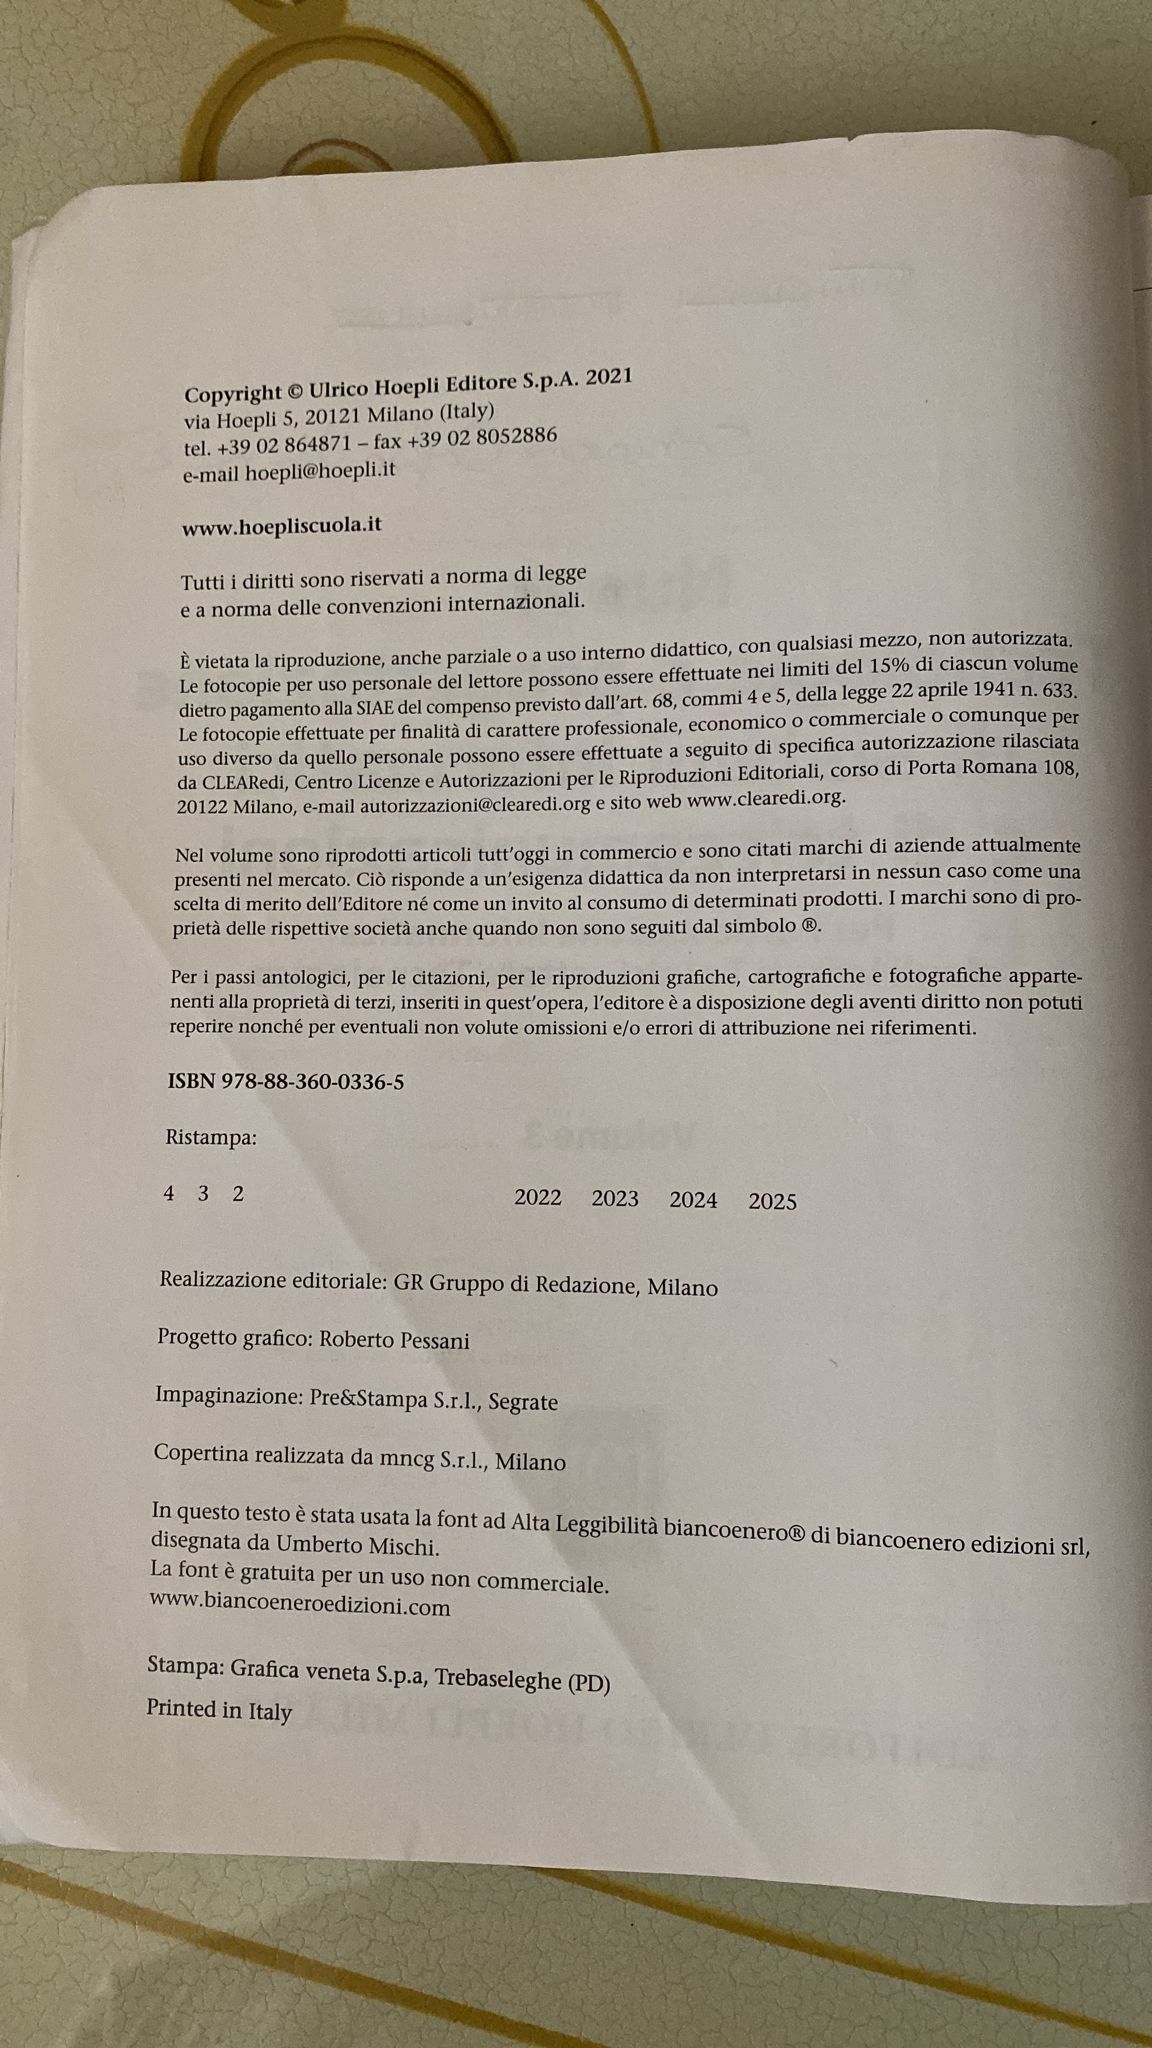 Copyright © Ulrico Hoepli Editore S.p.A. 2021
via Hoepli 5, 20121 Milano (Italy)
tel. +39 02 864871 – fax +39 02 8052886
e-mail hoepli@hoepli.it
www.hoepliscuola.it
Tutti i diritti sono riservati a norma di legge
e a norma delle convenzioni internazionali.
È vietata la riproduzione, anche parziale o a uso interno didattico, con qualsiasi mezzo, non autorizzata.
Le fotocopie per uso personale del lettore possono essere effettuate nei limiti del 15% di ciascun volume
dietro pagamento alla SIAE del compenso previsto dall'art. 68, commi 4 e 5, della legge 22 aprile 1941 n. 633.
Le fotocopie effettuate per finalità di carattere professionale, economico o commerciale o comunque per
uso diverso da quello personale possono essere effettuate a seguito di specifica autorizzazione rilasciata
da CLEARedi, Centro Licenze e Autorizzazioni per le Riproduzioni Editoriali, corso di Porta Romana 108,
20122 Milano, e-mail autorizzazioni@clearedi.org e sito web www.clearedi.org.
Nel volume sono riprodotti articoli tutt'oggi in commercio e sono citati marchi di aziende attualmente
presenti nel mercato. Ciò risponde a un'esigenza didattica da non interpretarsi in nessun caso come una
scelta di merito dell'Editore né come un invito al consumo di determinati prodotti. I marchi sono di pro-
prietà delle rispettive società anche quando non sono seguiti dal simbolo ®.
Per i passi antologici, per le citazioni, per le riproduzioni grafiche, cartografiche e fotografiche apparte-
nenti alla proprietà di terzi, inseriti in quest'opera, l'editore è a disposizione degli aventi diritto non potuti
reperire nonché per eventuali non volute omissioni e/o errori di attribuzione nei riferimenti.
ISBN 978-88-360-0336-5
Ristampa:
4 3 2 2022 2023 2024 2025
Realizzazione editoriale: GR Gruppo di Redazione, Milano
Progetto grafico: Roberto Pessani
Impaginazione: Pre&Stampa S.r.l., Segrate
Copertina realizzata da mncg S.r.l., Milano
In questo testo è stata usata la font ad Alta Leggibilità biancoenero® di biancoenero edizioni srl,
disegnata da Umberto Mischi.
La font è gratuita per un uso non commerciale.
www.biancoeneroedizioni.com
Stampa: Grafica veneta S.p.a, Trebaseleghe (PD)
Printed in Italy